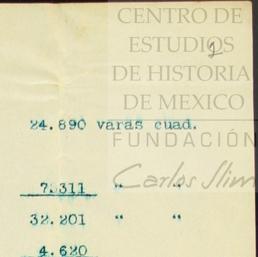 CENTRO DE
ESTUDIOS
DE HISTORIA
DE MEXICO
FUNDACIÓN
Carlos Slim
2
24.890 varas cuad.
7.311 " "
32.201 " "
4.620